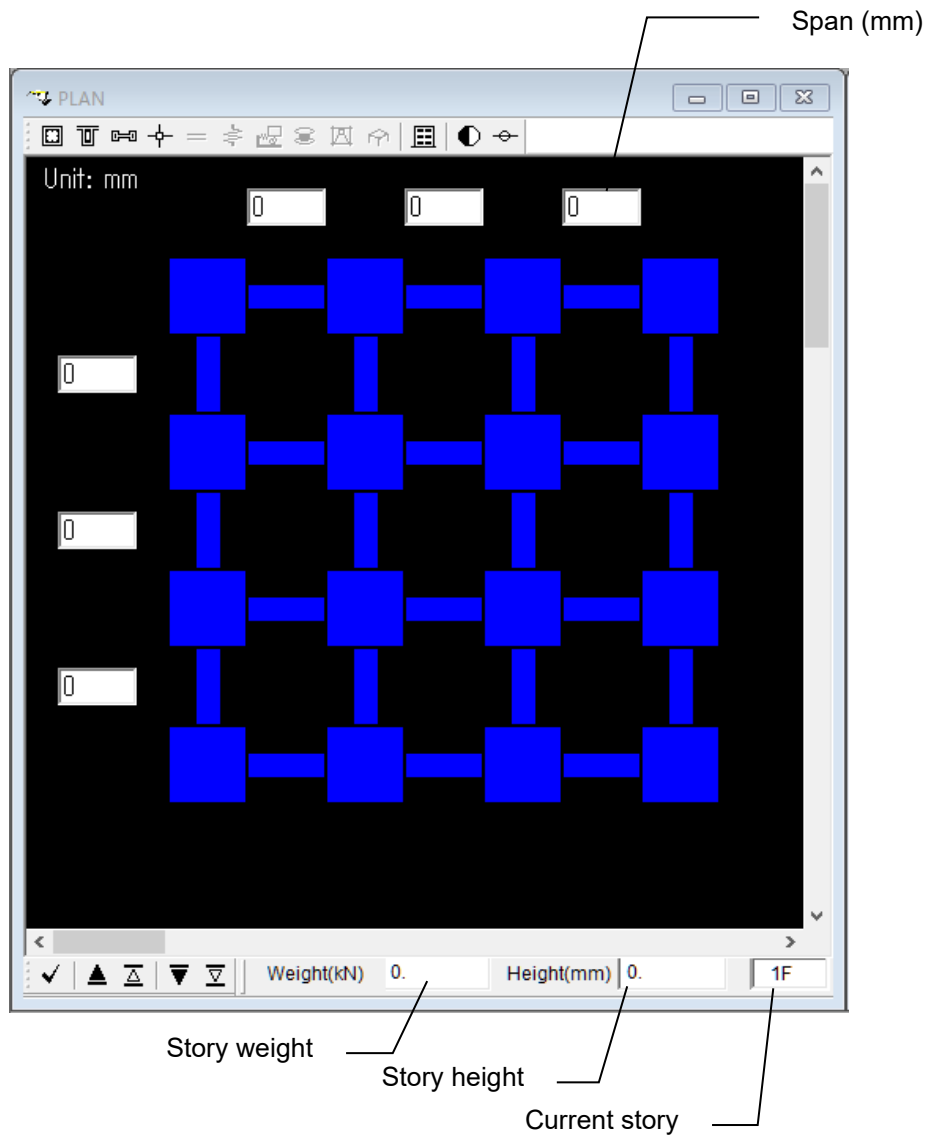 Span (mm)
PLAN
Unit: mm
0 0 0
0
0
0
Weight(kN) 0. Height(mm) 0. 1F
Story weight
Story height
Current story